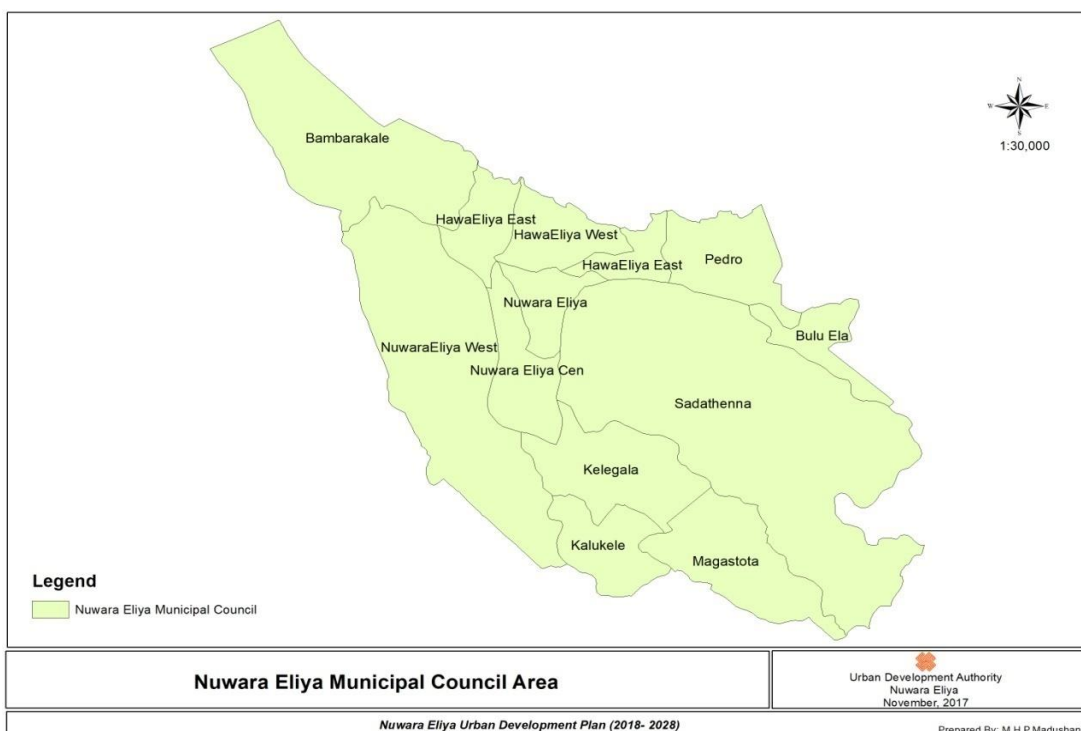 N
W E
S
1:30,000
Bambarakale
HawaEliya East
HawaEliya West
HawaEliya East
Pedro
Nuwara Eliya
Bulu Ela
NuwaraEliya West
Nuwara Eliya Cen
Sadathenna
Kelegala
Kalukele
Magastota
Legend
Nuwara Eliya Municipal Council
Nuwara Eliya Municipal Council Area
Urban Development Authority
Nuwara Eliya
November, 2017
Nuwara Eliya Urban Development Plan (2018- 2028)
Prepared By: M.H.P.Madushan